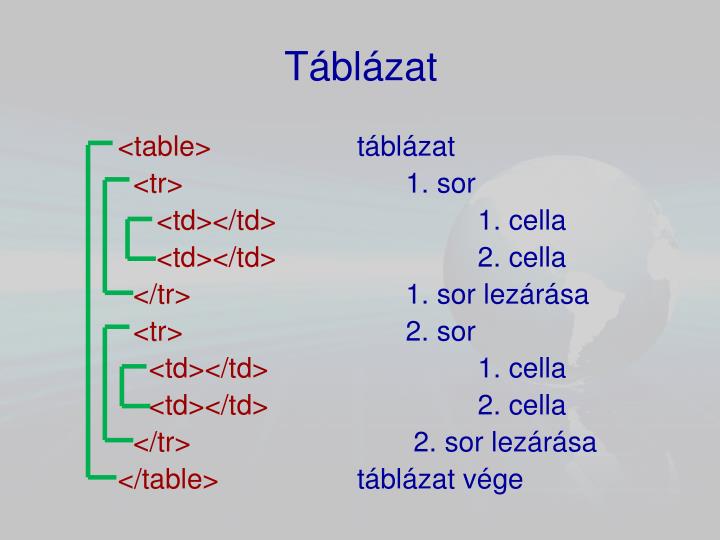 Táblázat
<table> táblázat
<tr> 1. sor
<td></td> 1. cella
<td></td> 2. cella
</tr> 1. sor lezárása
<tr> 2. sor
<td></td> 1. cella
<td></td> 2. cella
</tr> 2. sor lezárása
</table> táblázat vége